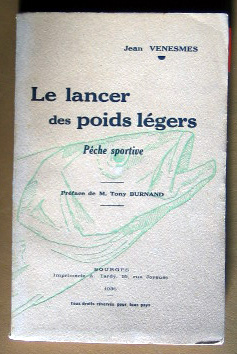 Jean VENESMES
Le lancer
des poids légers
Pêche sportive
Préface de M. Tony BURNAND
BOURGES
Imprimerie A. Tardy, rue
Tous droits réservés pour tous pays